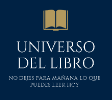 UNIVERSO
DEL LIBRO
NO DEJES PARA MAÑANA LO QUE
PUEDES LEER HOY